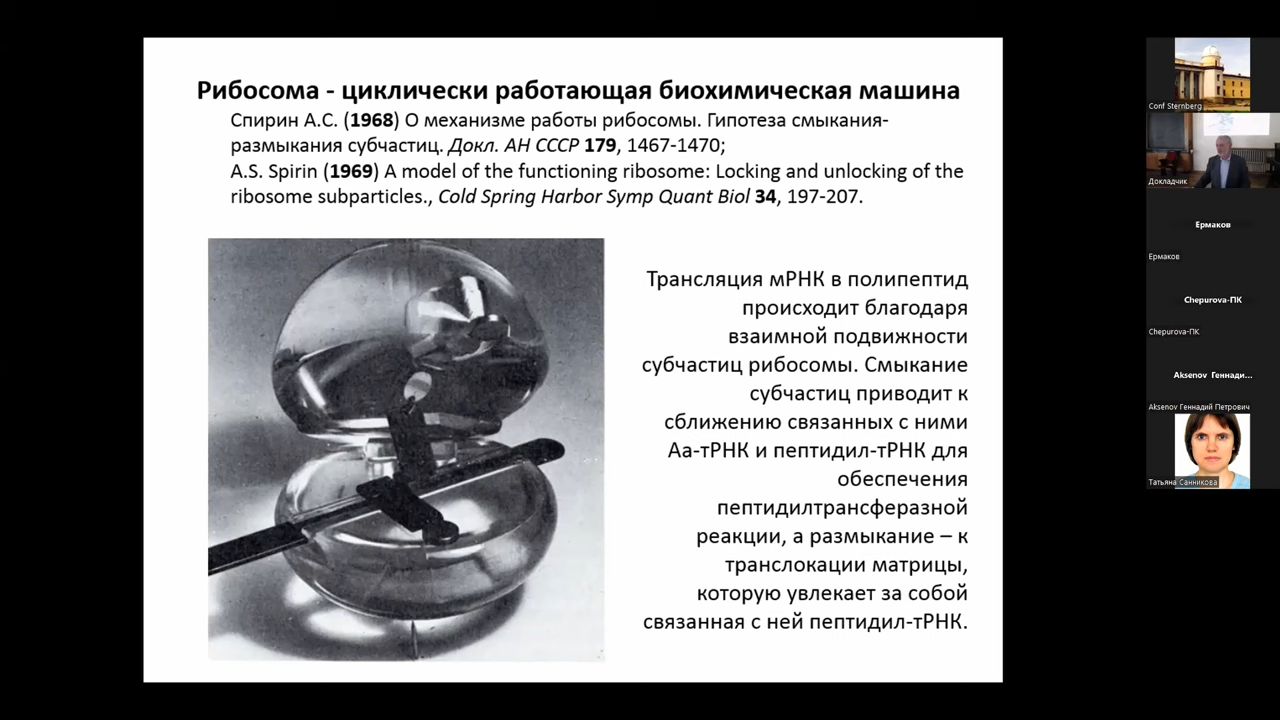 Рибосома - циклически работающая биохимическая машина
Спирин А.С. (1968) О механизме работы рибосомы. Гипотеза смыкания-
размыкания субчастиц. Докл. АН СССР 179, 1467-1470;
A.S. Spirin (1969) A model of the functioning ribosome: Locking and unlocking of the
ribosome subparticles., Cold Spring Harbor Symp Quant Biol 34, 197-207.
Трансляция мРНК в полипептид
происходит благодаря
взаимной подвижности
субчастиц рибосомы. Смыкание
субчастиц приводит к
сближению связанных с ними
Аа-тРНК и пептидил-тРНК для
обеспечения
пептидилтрансферазной
реакции, а размыкание – к
транслокации матрицы,
которую увлекает за собой
связанная с ней пептидил-тРНК.
Conf Sternberg
Докладчик
Ермаков
Ермаков
Chepurova-ПК
Chepurova-ПК
Aksenov Геннади...
Aksenov Геннадий Петрович
Татьяна Санникова